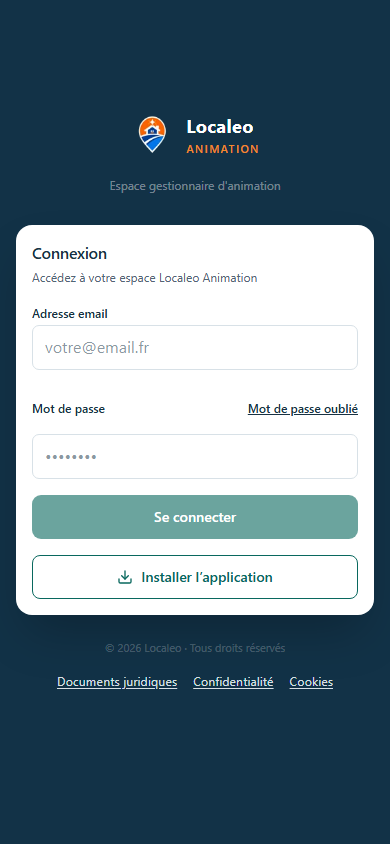 Localeo
ANIMATION
Espace gestionnaire d'animation
Connexion
Accédez à votre espace Localeo Animation
Adresse email
votre@email.fr
Mot de passe
Mot de passe oublié
••••••••
Se connecter
Installer l’application
© 2026 Localeo · Tous droits réservés
Documents juridiques Confidentialité Cookies